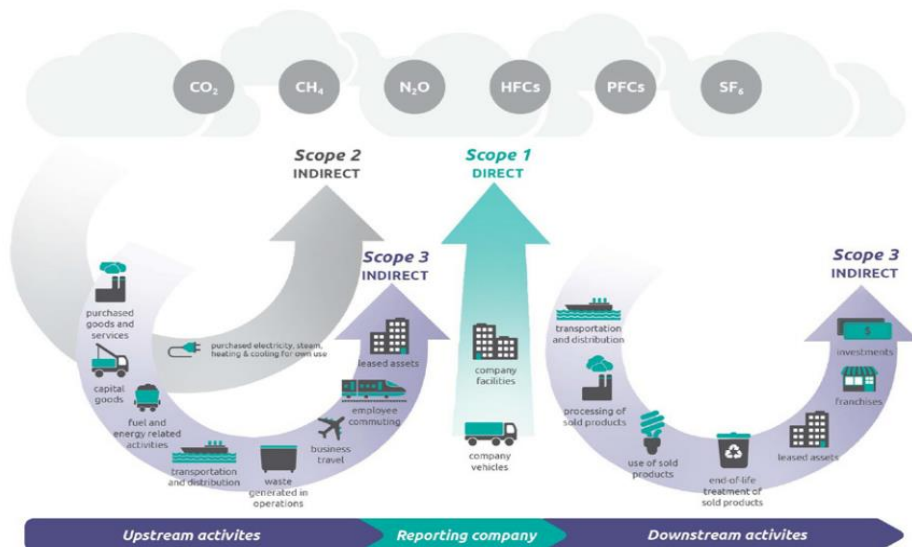 CO₂
CH₄
N₂O
HFCs
PFCs
SF₆
Scope 2
INDIRECT
Scope 1
DIRECT
Scope 3
INDIRECT
Scope 3
INDIRECT
purchased
goods and
services
capital
goods
fuel and
energy related
activities
transportation
and distribution
waste
generated in
operations
business
travel
employee
commuting
leased assets
purchased electricity, steam,
heating & cooling for own use
company
facilities
company
vehicles
transportation
and distribution
processing of
sold products
use of sold
products
end-of-life
treatment of
sold products
leased assets
franchises
$
investments
Upstream activites
Reporting company
Downstream activites